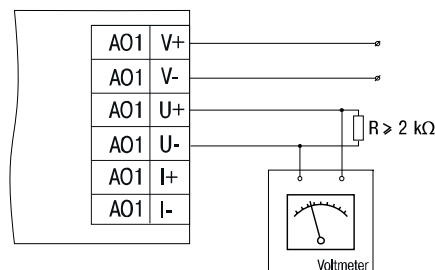 AO1 V+
AO1 V-
AO1 U+
AO1 U-
AO1 I+
AO1 I-
R ⩾ 2 kΩ
Voltmeter